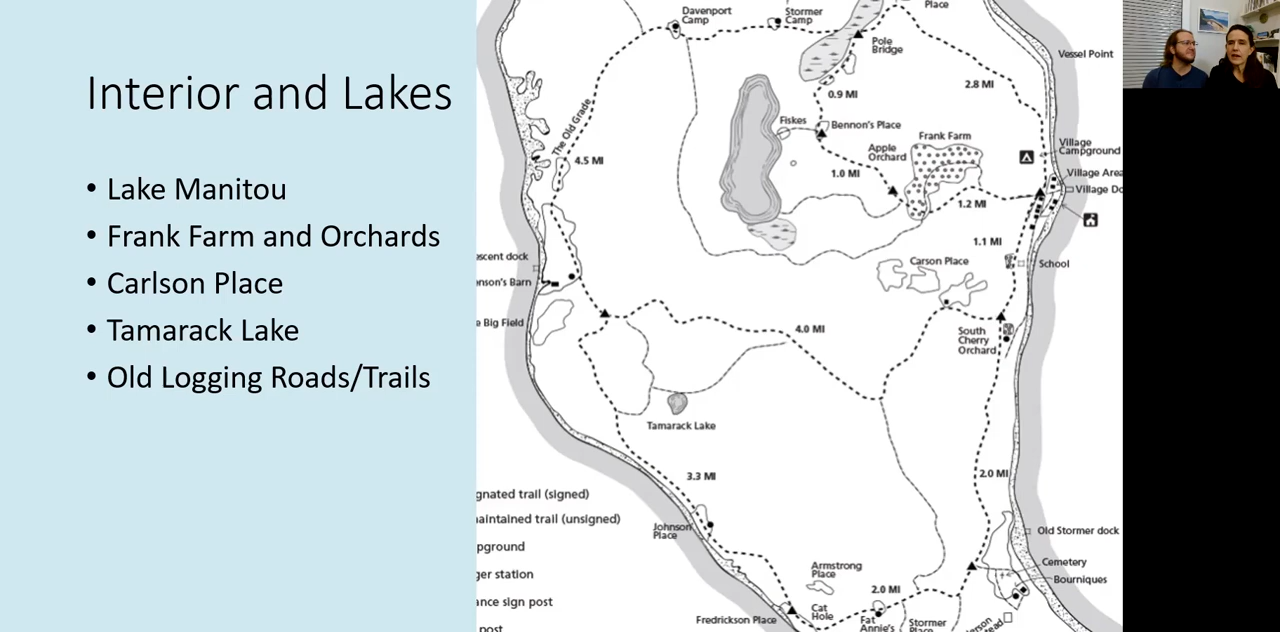 Interior and Lakes
• Lake Manitou
• Frank Farm and Orchards
• Carlson Place
• Tamarack Lake
• Old Logging Roads/Trails
Davenport
Camp
Stormer
Camp
Place
Pole
Bridge
Vessel Point
2.8 MI
0.9 MI
The Old Grade
4.5 MI
Fiskes
Bennon's Place
Frank Farm
Apple
Orchard
1.0 MI
Village
Campground
Village Area
Village Do
1.2 MI
1.1 MI
School
Carson Place
scent dock
nson's Barn
e Big Field
4.0 MI
South
Cherry
Orchard
Tamarack Lake
3.3 MI
2.0 MI
gnated trail (signed)
naintained trail (unsigned)
pground
ger station
ance sign post
post
Johnson
Place
Old Stormer dock
Cemetery
Bourniques
Armstrong
Place
2.0 MI
Cat
Hole
Fredrickson Place
Fat
Annie's
Stormer
Place